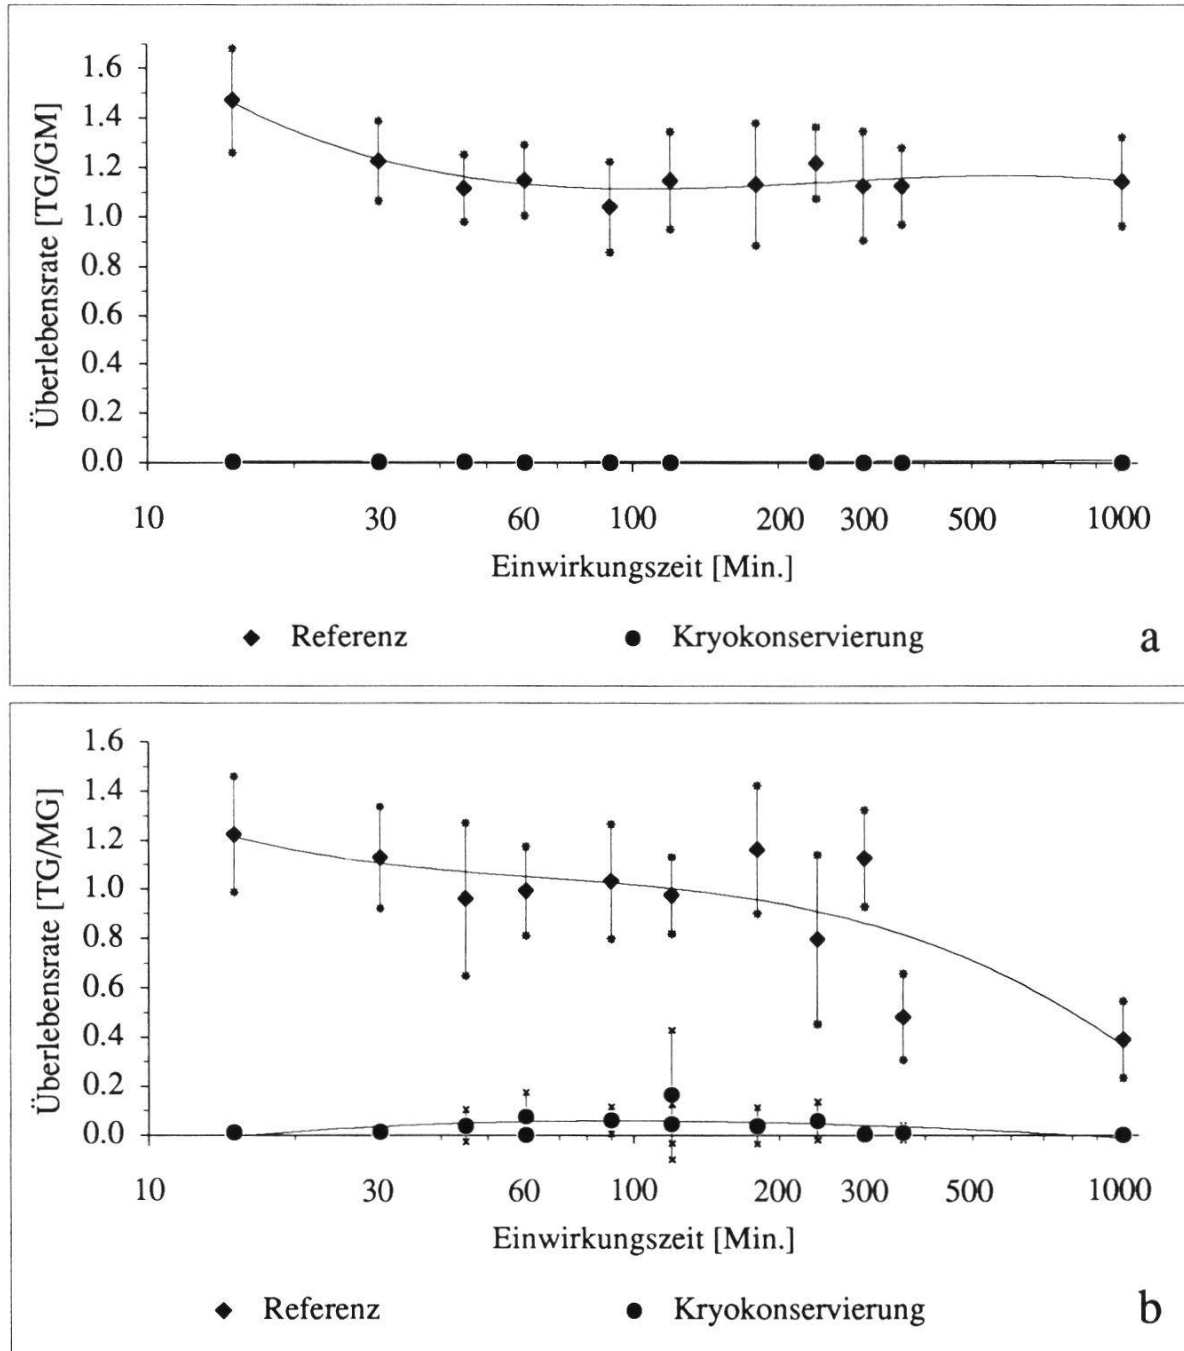 Überlebensrate [TG/GM]
1.6
1.4
1.2
1.0
0.8
0.6
0.4
0.2
0.0
10 30 60 100 200 300 500 1000
Einwirkungszeit [Min.]
Referenz Kryokonservierung a
Überlebensrate [TG/MG]
1.6
1.4
1.2
1.0
0.8
0.6
0.4
0.2
0.0
10 30 60 100 200 300 500 1000
Einwirkungszeit [Min.]
Referenz Kryokonservierung b